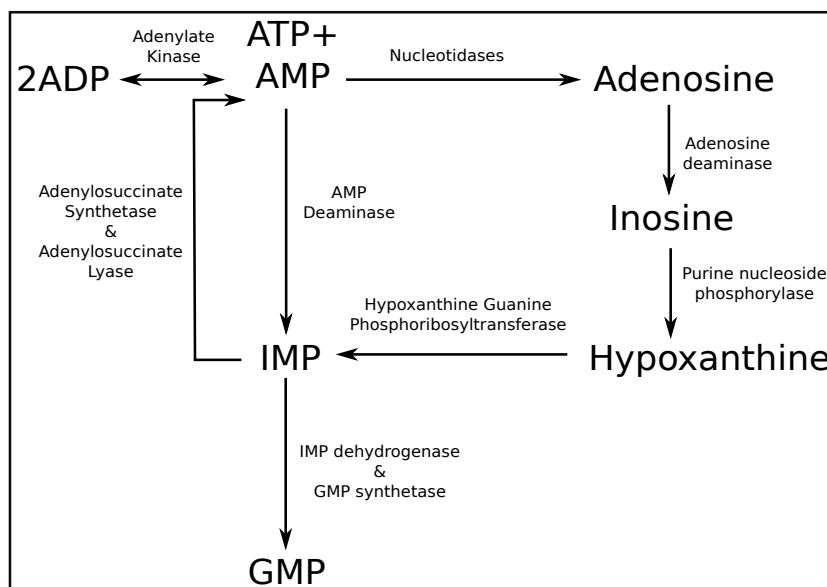 ATP+
AMP
2ADP
Adenylate
Kinase
Nucleotidases
Adenosine
Adenosine
deaminase
Inosine
Purine nucleoside
phosphorylase
Hypoxanthine
Hypoxanthine Guanine
Phosphoribosyltransferase
AMP
Deaminase
Adenylosuccinate
Synthetase
&
Adenylosuccinate
Lyase
IMP
IMP dehydrogenase
&
GMP synthetase
GMP